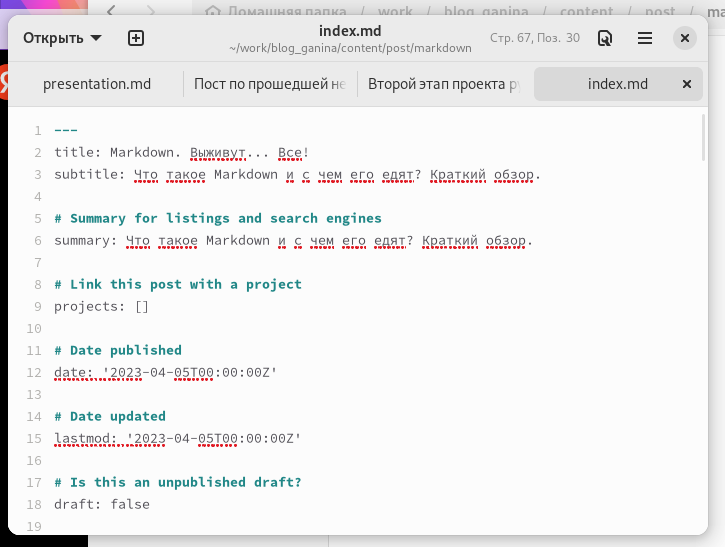 Домашняя папка / work / blog_ganina / content / post / ma
Открыть
index.md
~/work/blog_ganina/content/post/markdown
Стр. 67, Поз. 30
presentation.md
Пост по прошедшей не
Второй этап проекта ру
index.md
1 ---
2 title: Markdown. Выживут... Все!
3 subtitle: Что такое Markdown и с чем его едят? Краткий обзор.
4
5 # Summary for listings and search engines
6 summary: Что такое Markdown и с чем его едят? Краткий обзор.
7
8 # Link this post with a project
9 projects: []
10
11 # Date published
12 date: '2023-04-05T00:00:00Z'
13
14 # Date updated
15 lastmod: '2023-04-05T00:00:00Z'
16
17 # Is this an unpublished draft?
18 draft: false
19